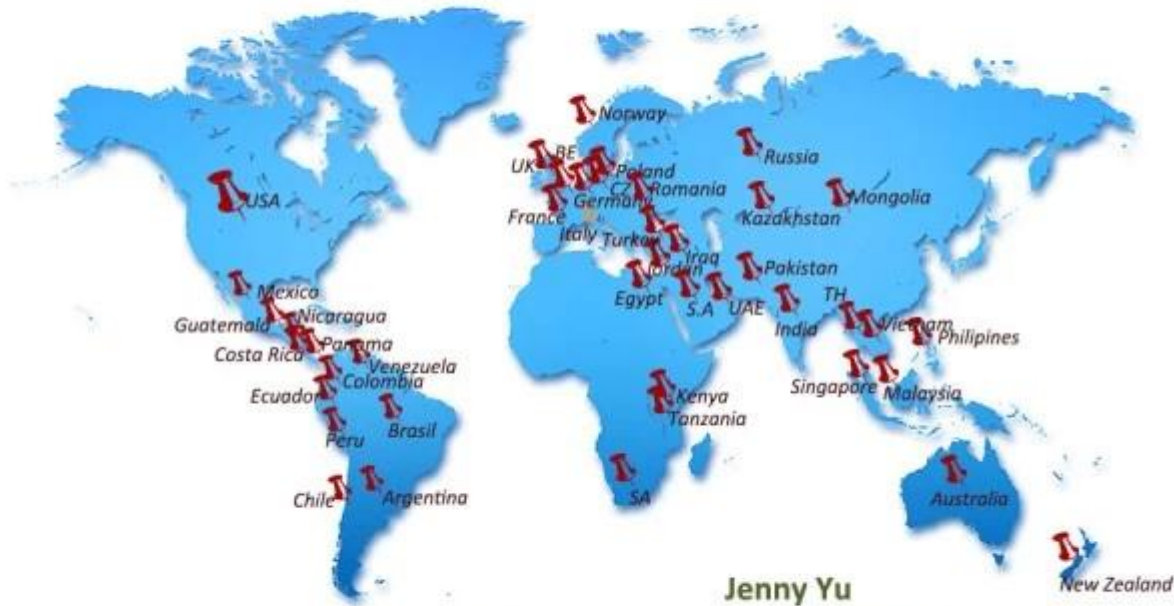 Norway
UK
BE
Poland
Russia
CZ
Romania
Germany
Mongolia
Kazakhstan
USA
France
Italy
Turkey
Iraq
Jordan
Pakistan
Egypt
S.A
UAE
TH
India
Mexico
Guatemala
Nicaragua
Vietnam
Philipines
Costa Rica
Panama
Venezuela
Colombia
Ecuador
Singapore
Malaysia
Kenya
Tanzania
Peru
Brasil
Chile
Argentina
SA
Australia
New Zealand
Jenny Yu